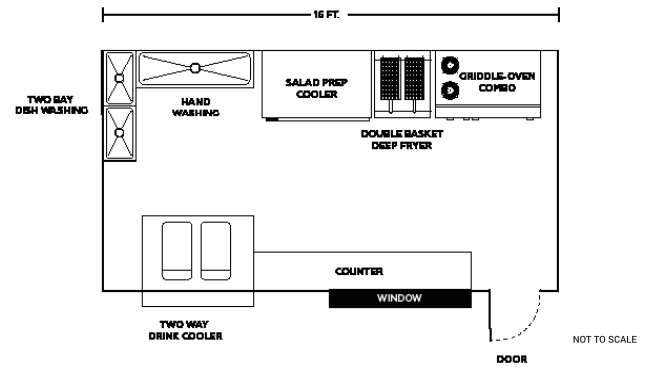 16 FT.
TWO BAY
DISH WASHING
HAND
WASHING
SALAD PREP
COOLER
DOUBLE BASKET
DEEP FRYER
GRIDDLE-OVEN
COMBO
COUNTER
WINDOW
TWO WAY
DRINK COOLER
DOOR
NOT TO SCALE